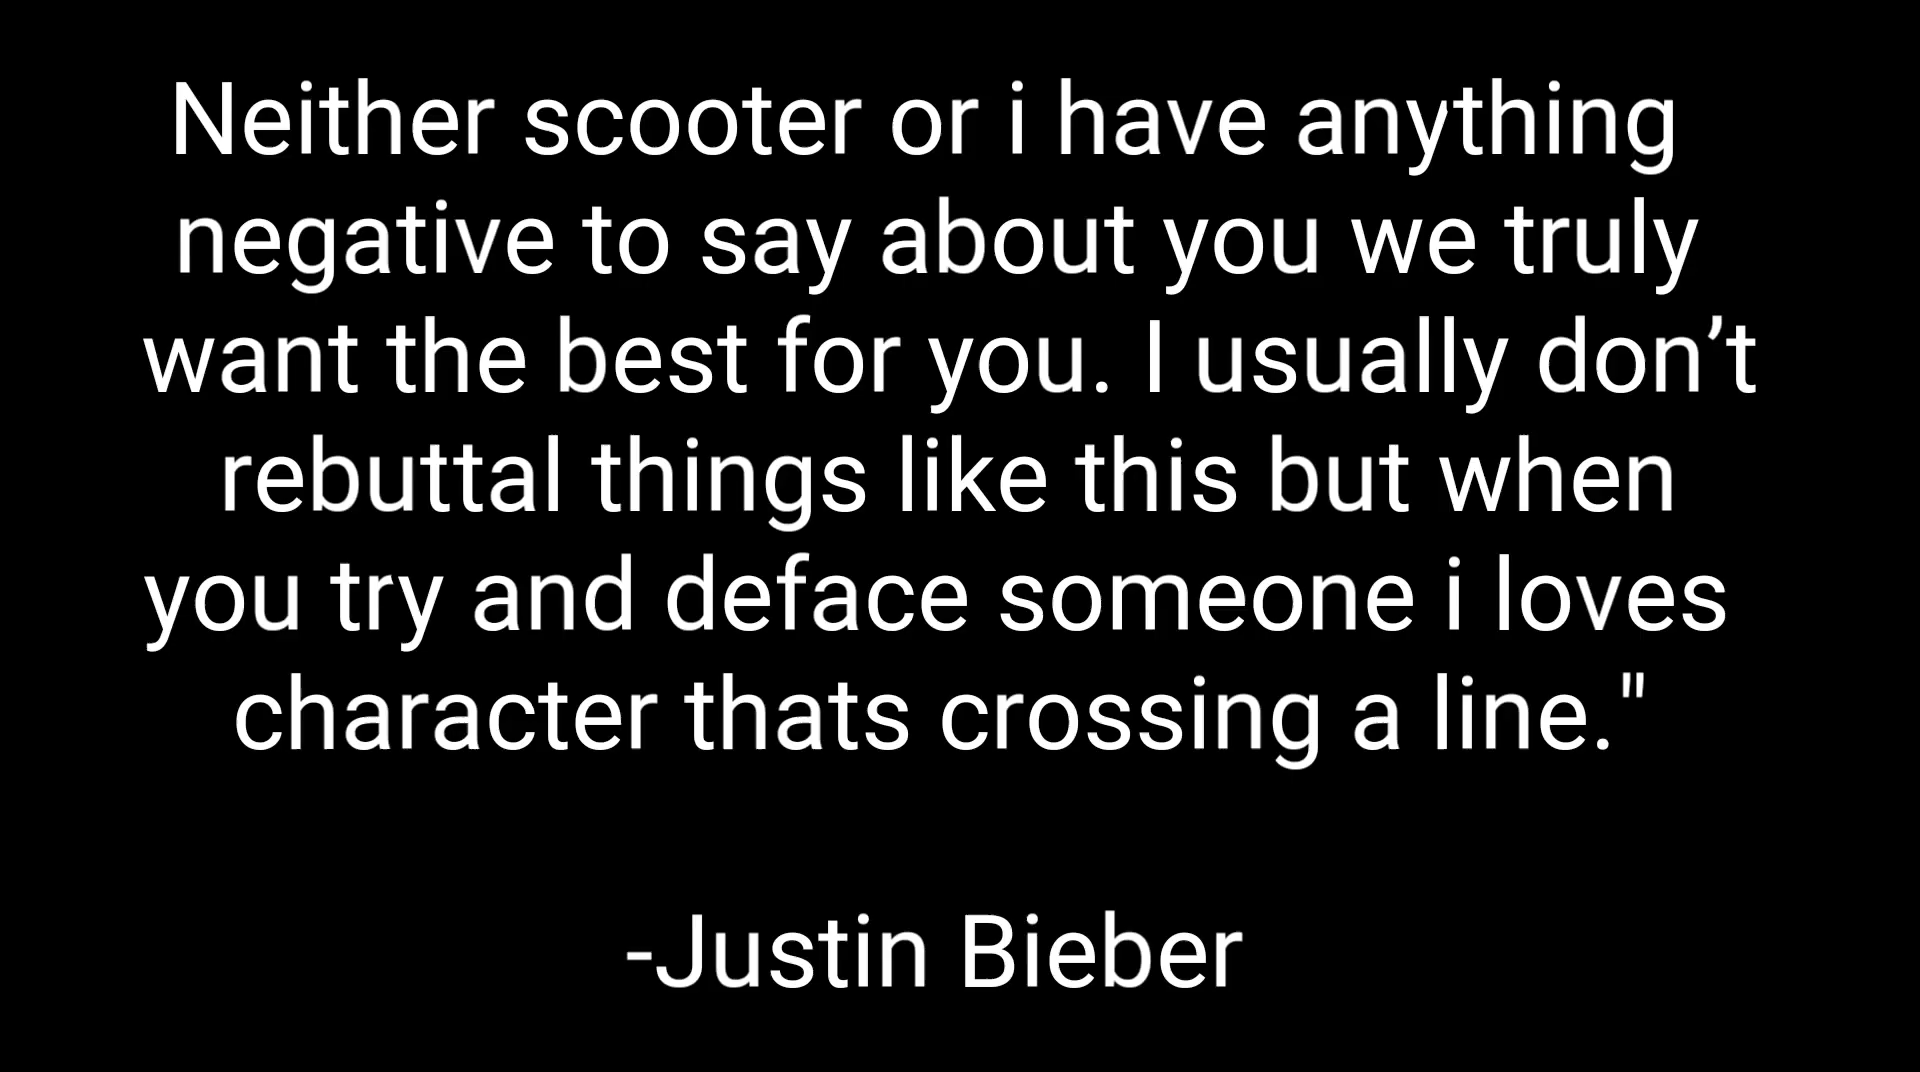 Neither scooter or i have anything
negative to say about you we truly
want the best for you. I usually don’t
rebuttal things like this but when
you try and deface someone i loves
character thats crossing a line."
-Justin Bieber